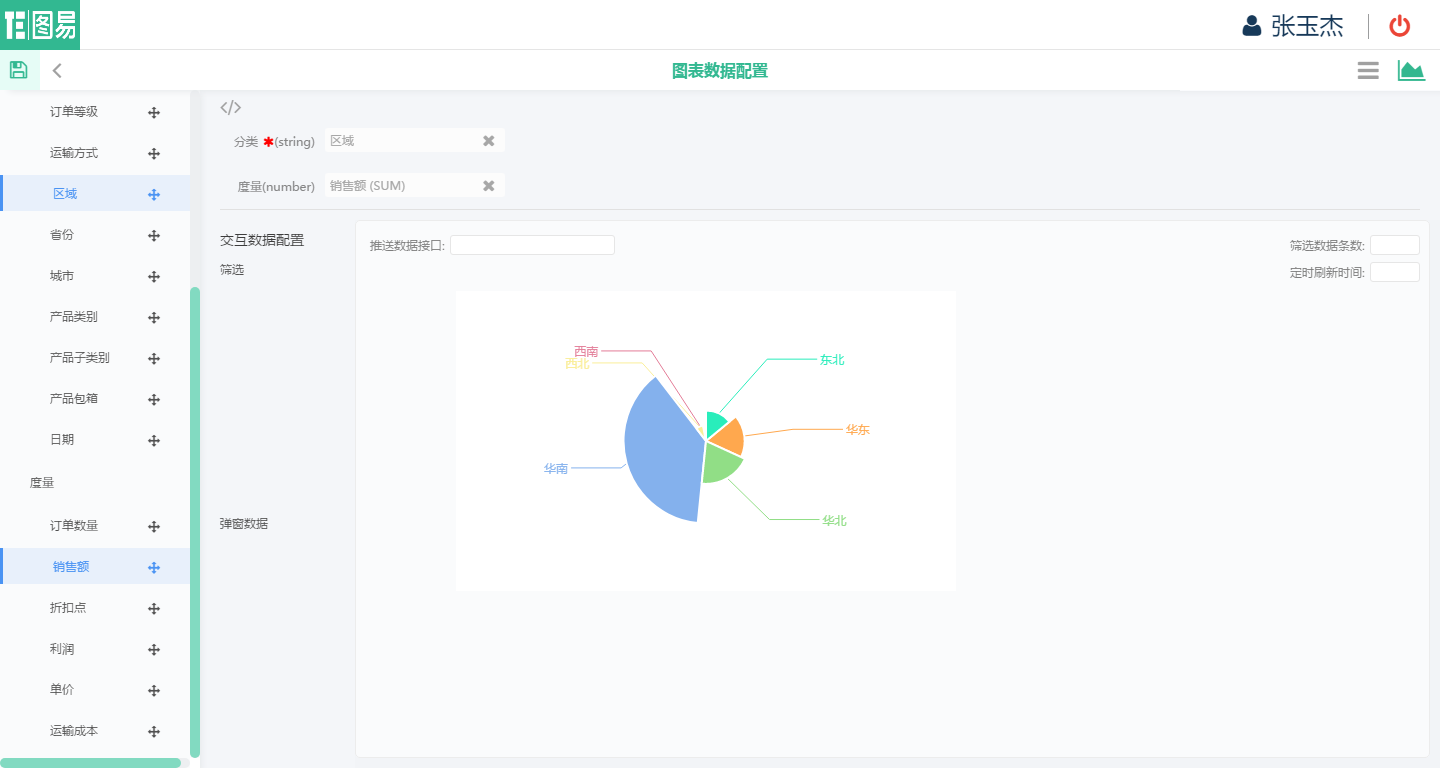 图易
张玉杰
图表数据配置
订单等级
运输方式
区域
省份
城市
产品类别
产品子类别
产品包箱
日期
度量
订单数量
销售额
折扣点
利润
单价
运输成本
</>
分类 ✱(string) 区域
度量(number) 销售额 (SUM)
交互数据配置
筛选
弹窗数据
推送数据接口:
筛选数据条数:
定时刷新时间:
西南
西北
东北
华东
华南
华北